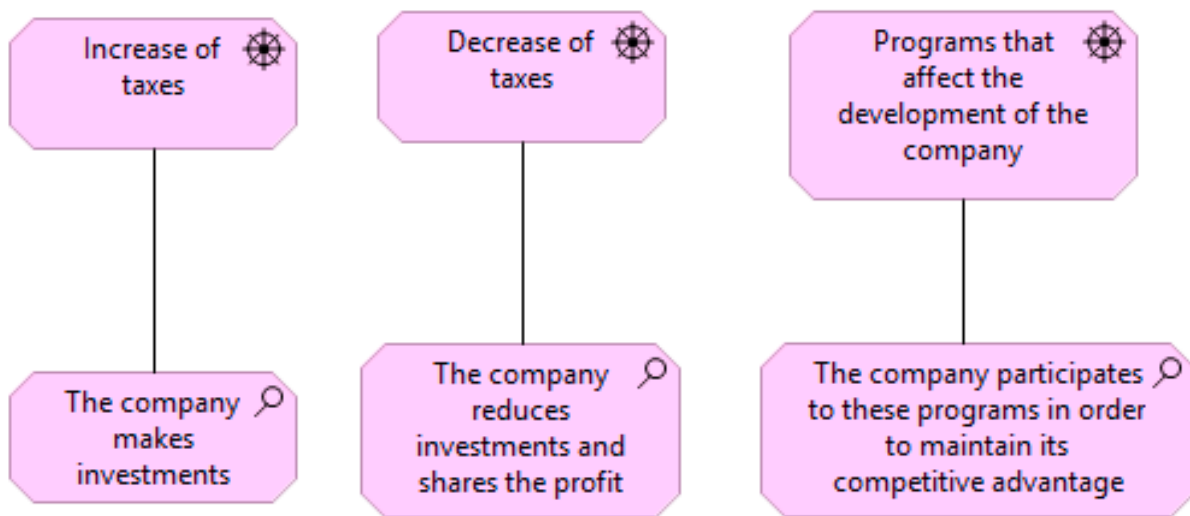 Increase of
taxes
Decrease of
taxes
Programs that
affect the
development of the
company
The company
makes
investments
The company
reduces
investments and
shares the profit
The company participates
to these programs in order
to maintain its
competitive advantage